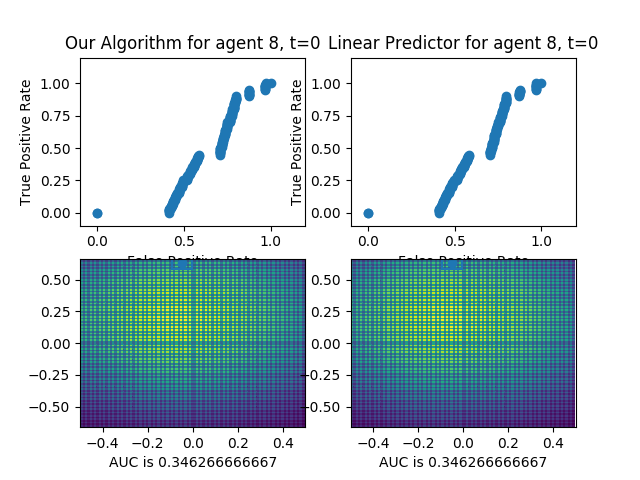 Our Algorithm for agent 8, t=0 Linear Predictor for agent 8, t=0
True Positive Rate
1.00
0.75
0.50
0.25
0.00
0.0 0.5 1.0
False Positive Rate
True Positive Rate
1.00
0.75
0.50
0.25
0.00
0.0 0.5 1.0
False Positive Rate
0.50
0.25
0.00
−0.25
−0.50
−0.4 −0.2 0.0 0.2 0.4
AUC is 0.346266666667
0.50
0.25
0.00
−0.25
−0.50
−0.4 −0.2 0.0 0.2 0.4
AUC is 0.346266666667